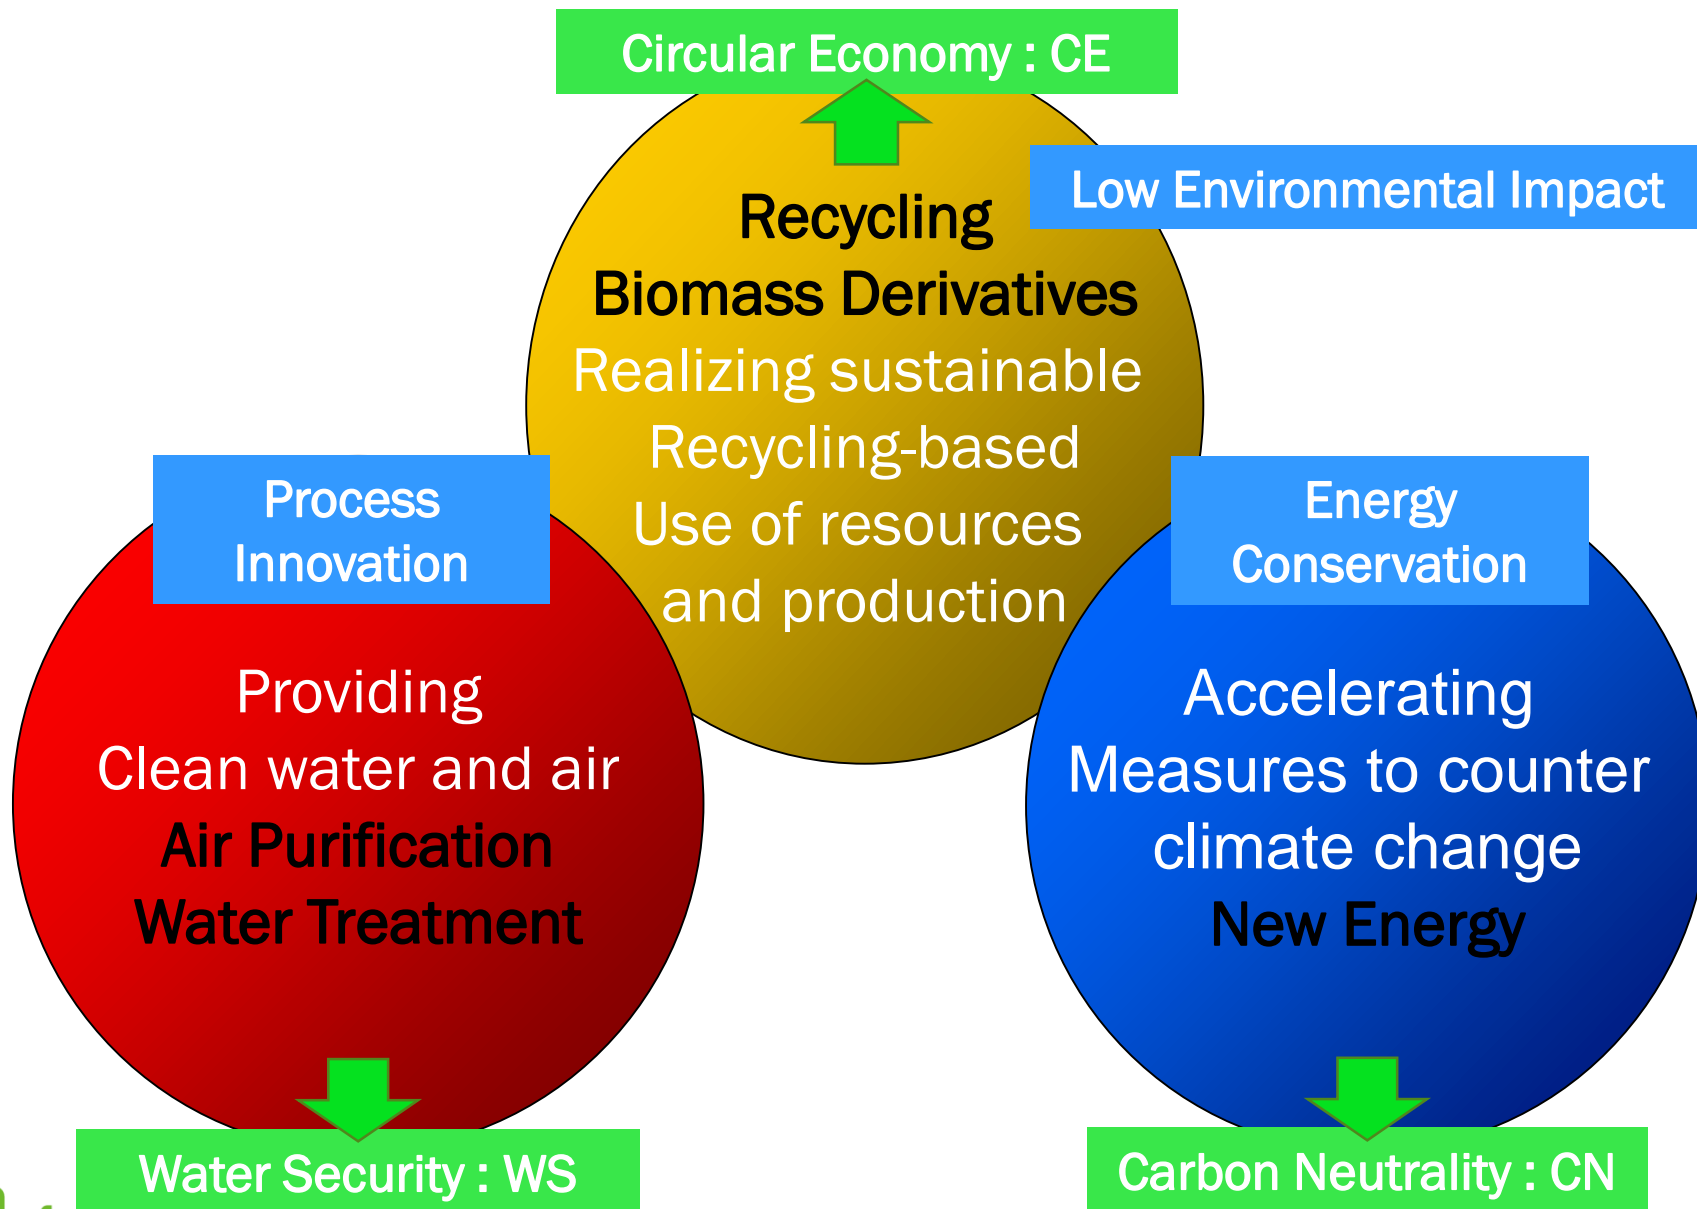 Circular Economy : CE
Low Environmental Impact
Recycling
Biomass Derivatives
Realizing sustainable
Recycling-based
Use of resources
and production
Process
Innovation
Providing
Clean water and air
Air Purification
Water Treatment
Water Security : WS
Energy
Conservation
Accelerating
Measures to counter
climate change
New Energy
Carbon Neutrality : CN